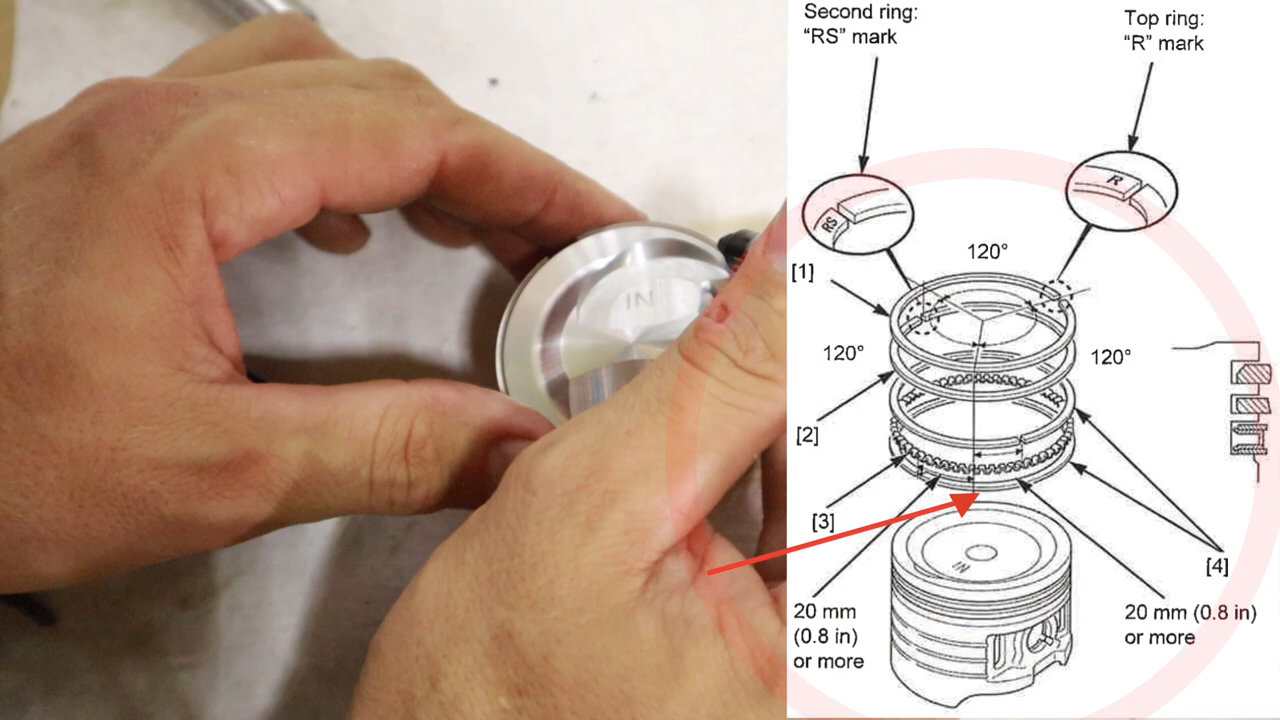 IN
Second ring:
“RS” mark
Top ring:
“R” mark
RS
R
120°
[1]
120°
120°
[2]
[3]
[4]
IN
20 mm
(0.8 in)
or more
20 mm (0.8 in)
or more